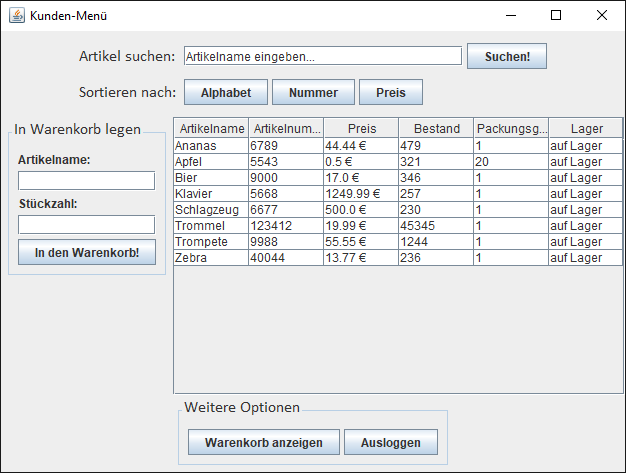 Kunden-Menü
Artikel suchen: Artikelname eingeben... Suchen!
Sortieren nach: Alphabet Nummer Preis
In Warenkorb legen
Artikelname:
Stückzahl:
In den Warenkorb!
Artikelname Artikelnum... Preis Bestand Packungsg... Lager
Ananas 6789 44.44 € 479 1 auf Lager
Apfel 5543 0.5 € 321 20 auf Lager
Bier 9000 17.0 € 346 1 auf Lager
Klavier 5668 1249.99 € 257 1 auf Lager
Schlagzeug 6677 500.0 € 230 1 auf Lager
Trommel 123412 19.99 € 45345 1 auf Lager
Trompete 9988 55.55 € 1244 1 auf Lager
Zebra 40044 13.77 € 236 1 auf Lager
Weitere Optionen
Warenkorb anzeigen Ausloggen